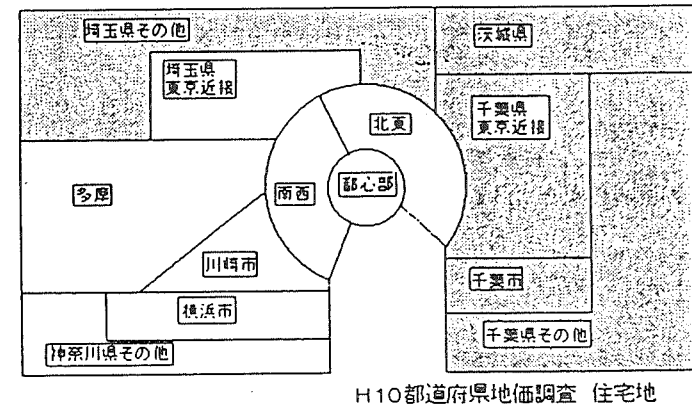 埼玉県その他
茨城県
埼玉県
東京近接
千葉県
東京近接
北東
都心部
南西
多摩
川崎市
千葉市
横浜市
千葉県その他
神奈川県その他
H10都道府県地価調査 住宅地